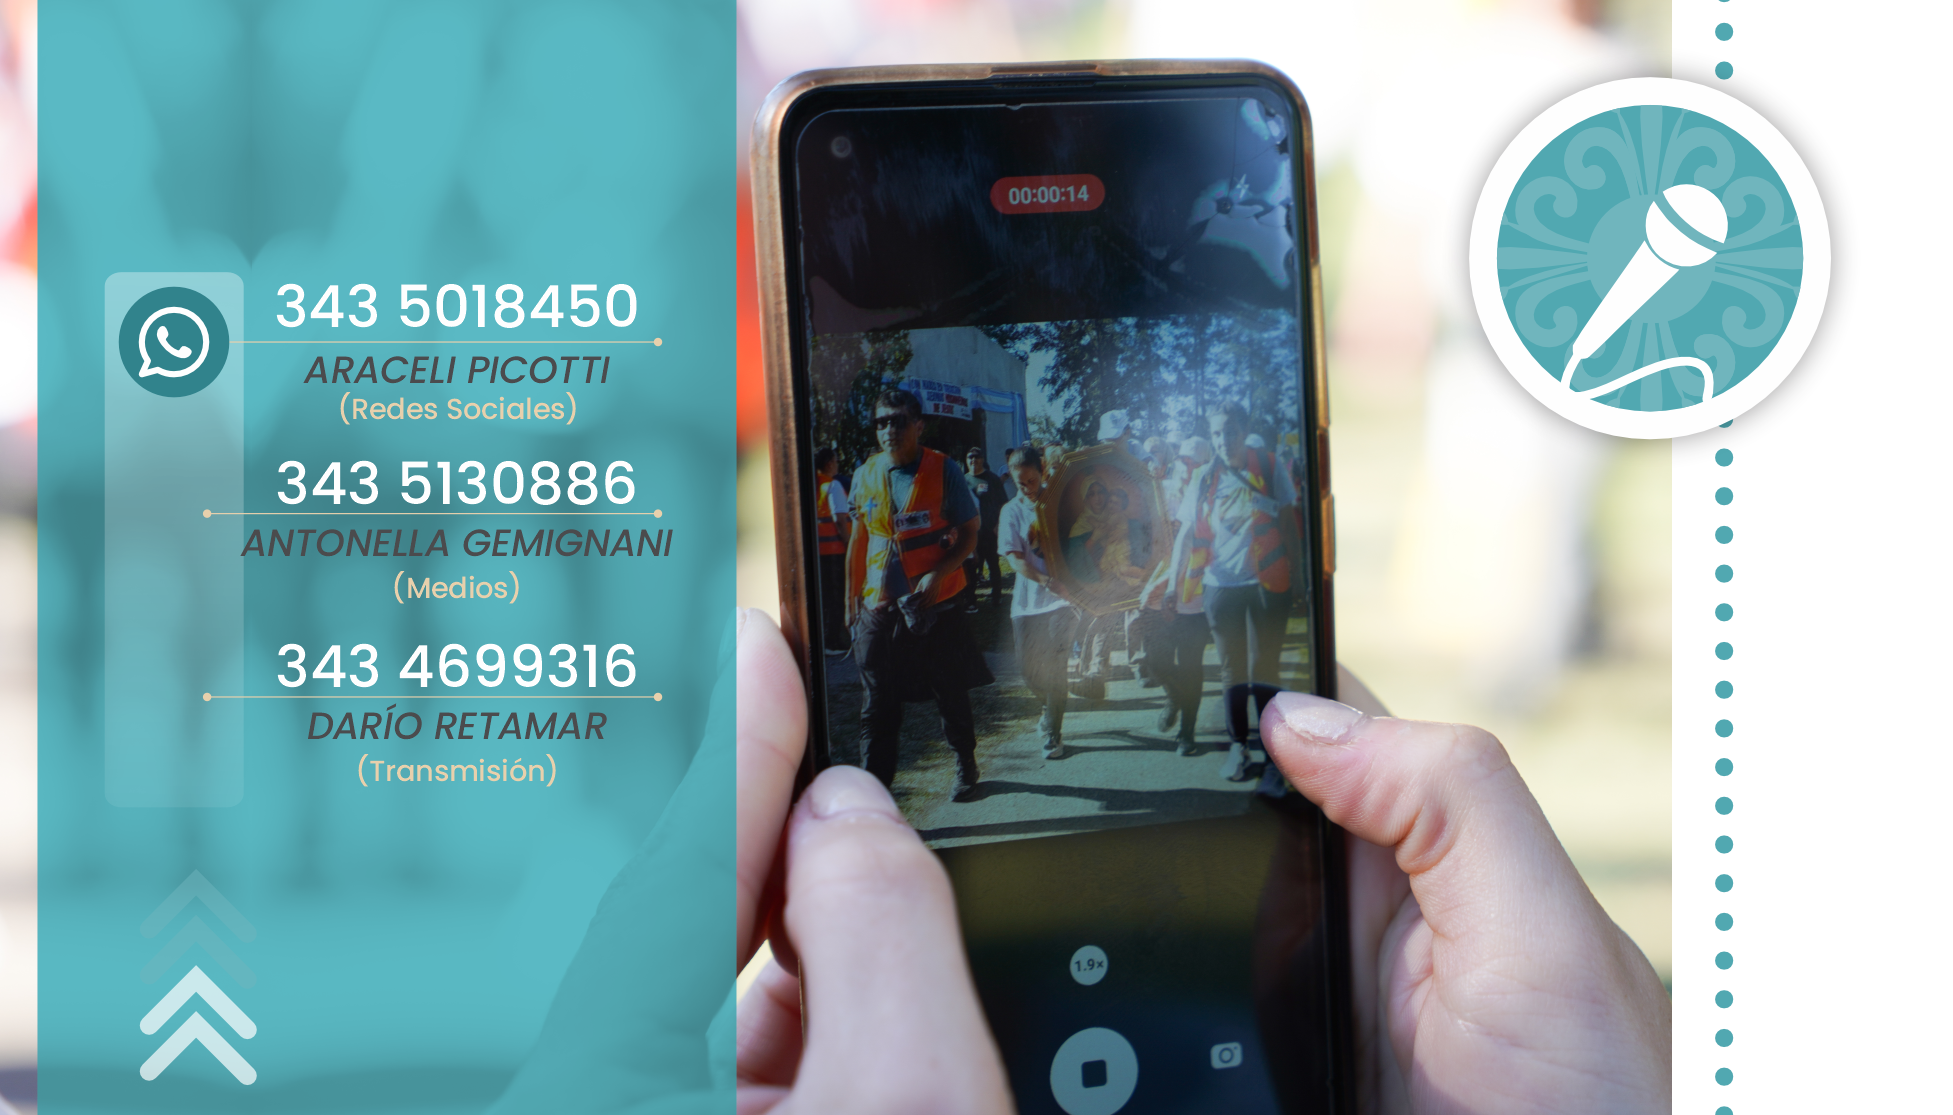 343 5018450
ARACELI PICOTTI
(Redes Sociales)
343 5130886
ANTONELLA GEMIGNANI
(Medios)
343 4699316
DARÍO RETAMAR
(Transmisión)
00:00:14
1.9×